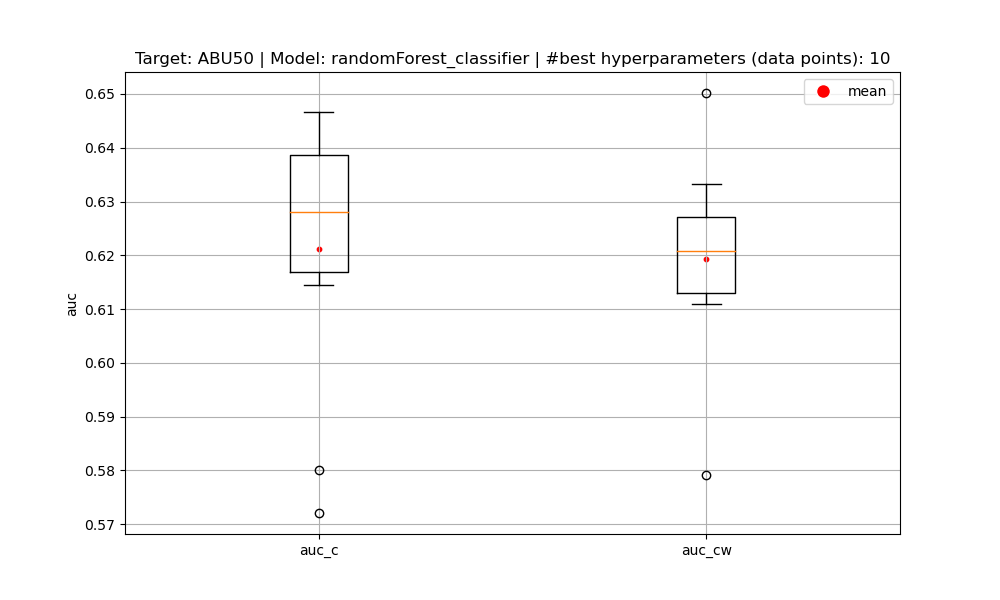 Target: ABU50 | Model: randomForest_classifier | #best hyperparameters (data points): 10
mean
0.65
0.64
0.63
0.62
0.61
0.60
0.59
0.58
0.57
auc
auc_c
auc_cw